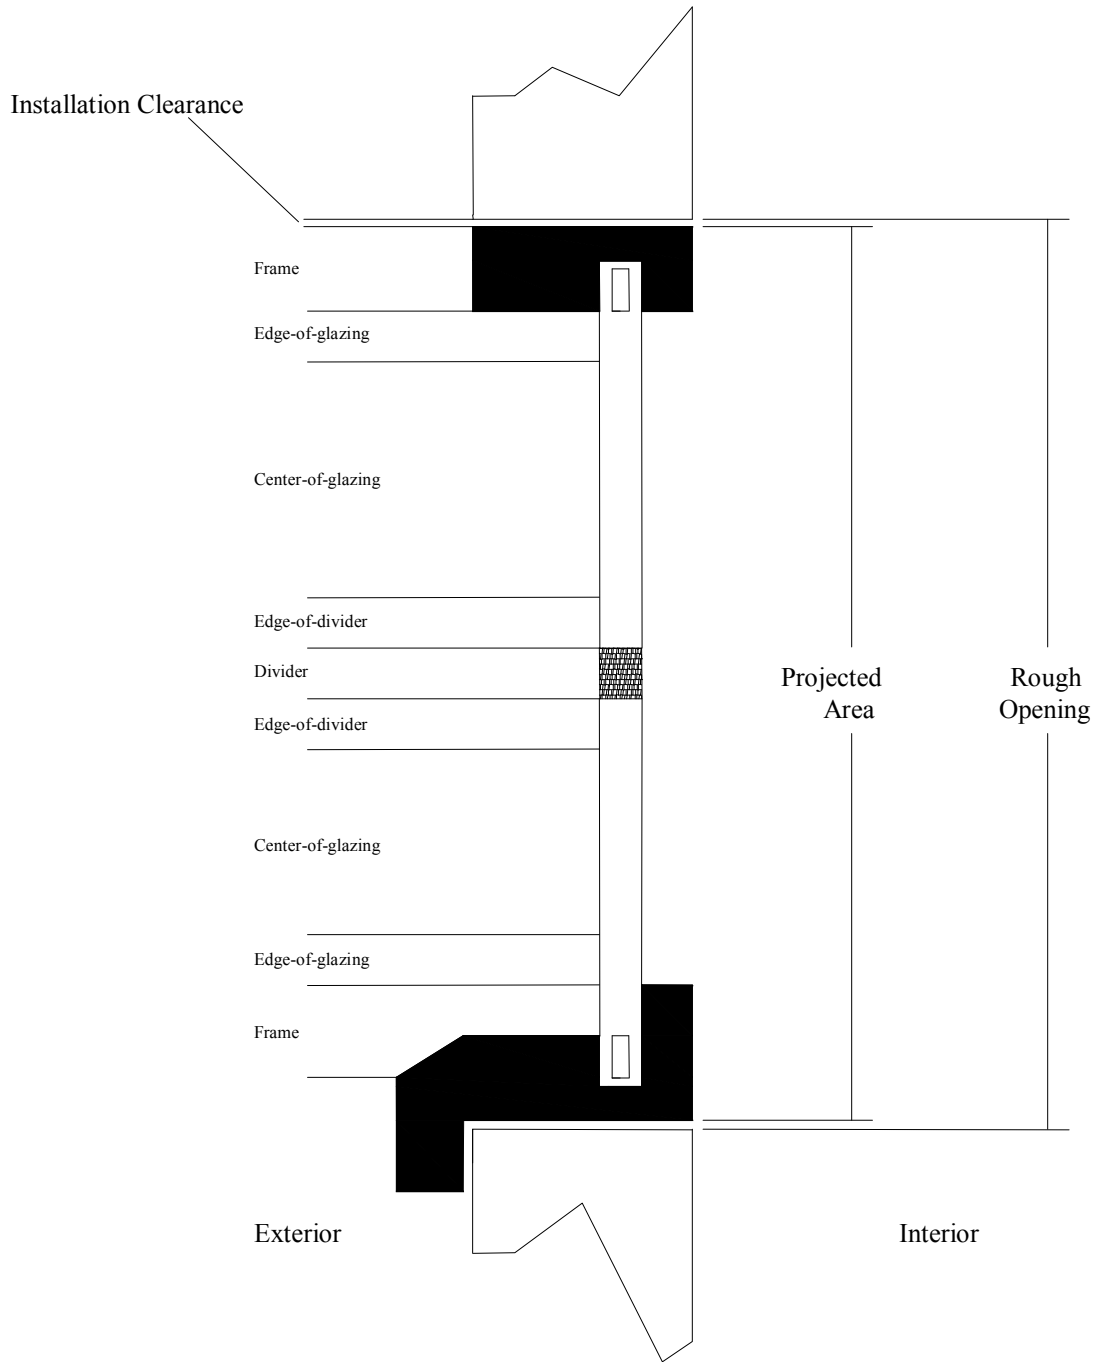 Installation Clearance
Frame
Edge-of-glazing
Center-of-glazing
Edge-of-divider
Divider
Edge-of-divider
Center-of-glazing
Edge-of-glazing
Frame
Projected
Area
Rough
Opening
Exterior
Interior